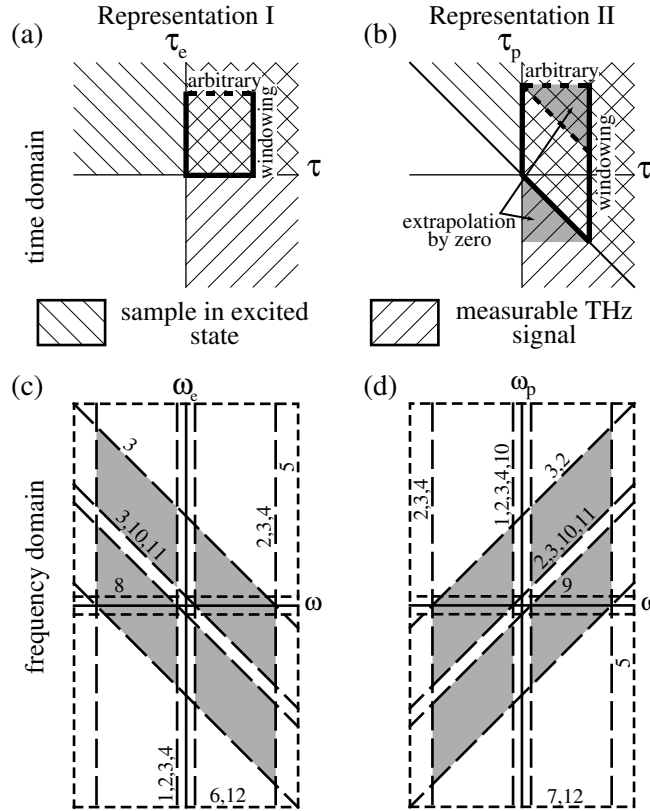 Representation I
Representation II
(a)
τe
(b)
τp
arbitrary
arbitrary
windowing
windowing
τ
τ
extrapolation
by zero
time domain
sample in excited
state
measurable THz
signal
(c)
ωe
(d)
ωp
3
5
2,3,4
3,10,11
8
ω
1,2,3,4
6,12
2,3,4
1,2,3,4,10
3,2
2,3,10,11
9
ω
5
7,12
frequency domain